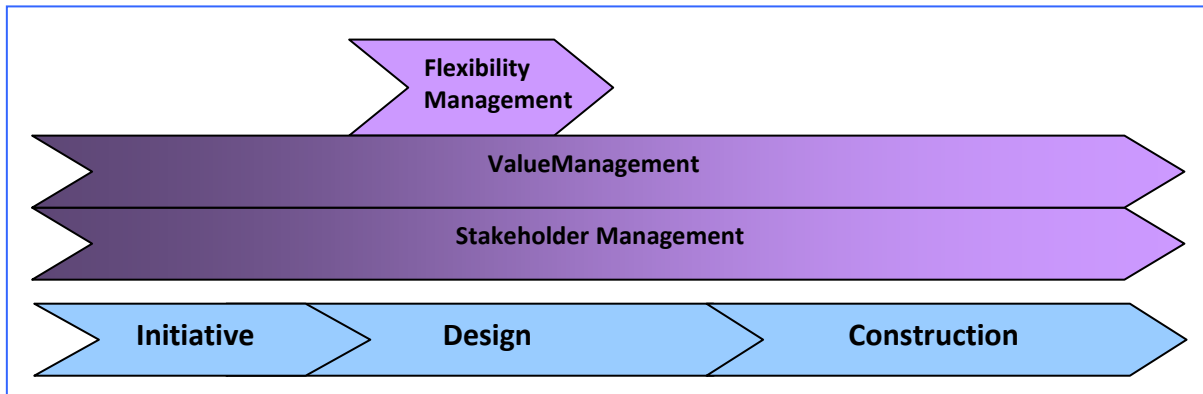 Flexibility
Management
ValueManagement
Stakeholder Management
Initiative
Design
Construction